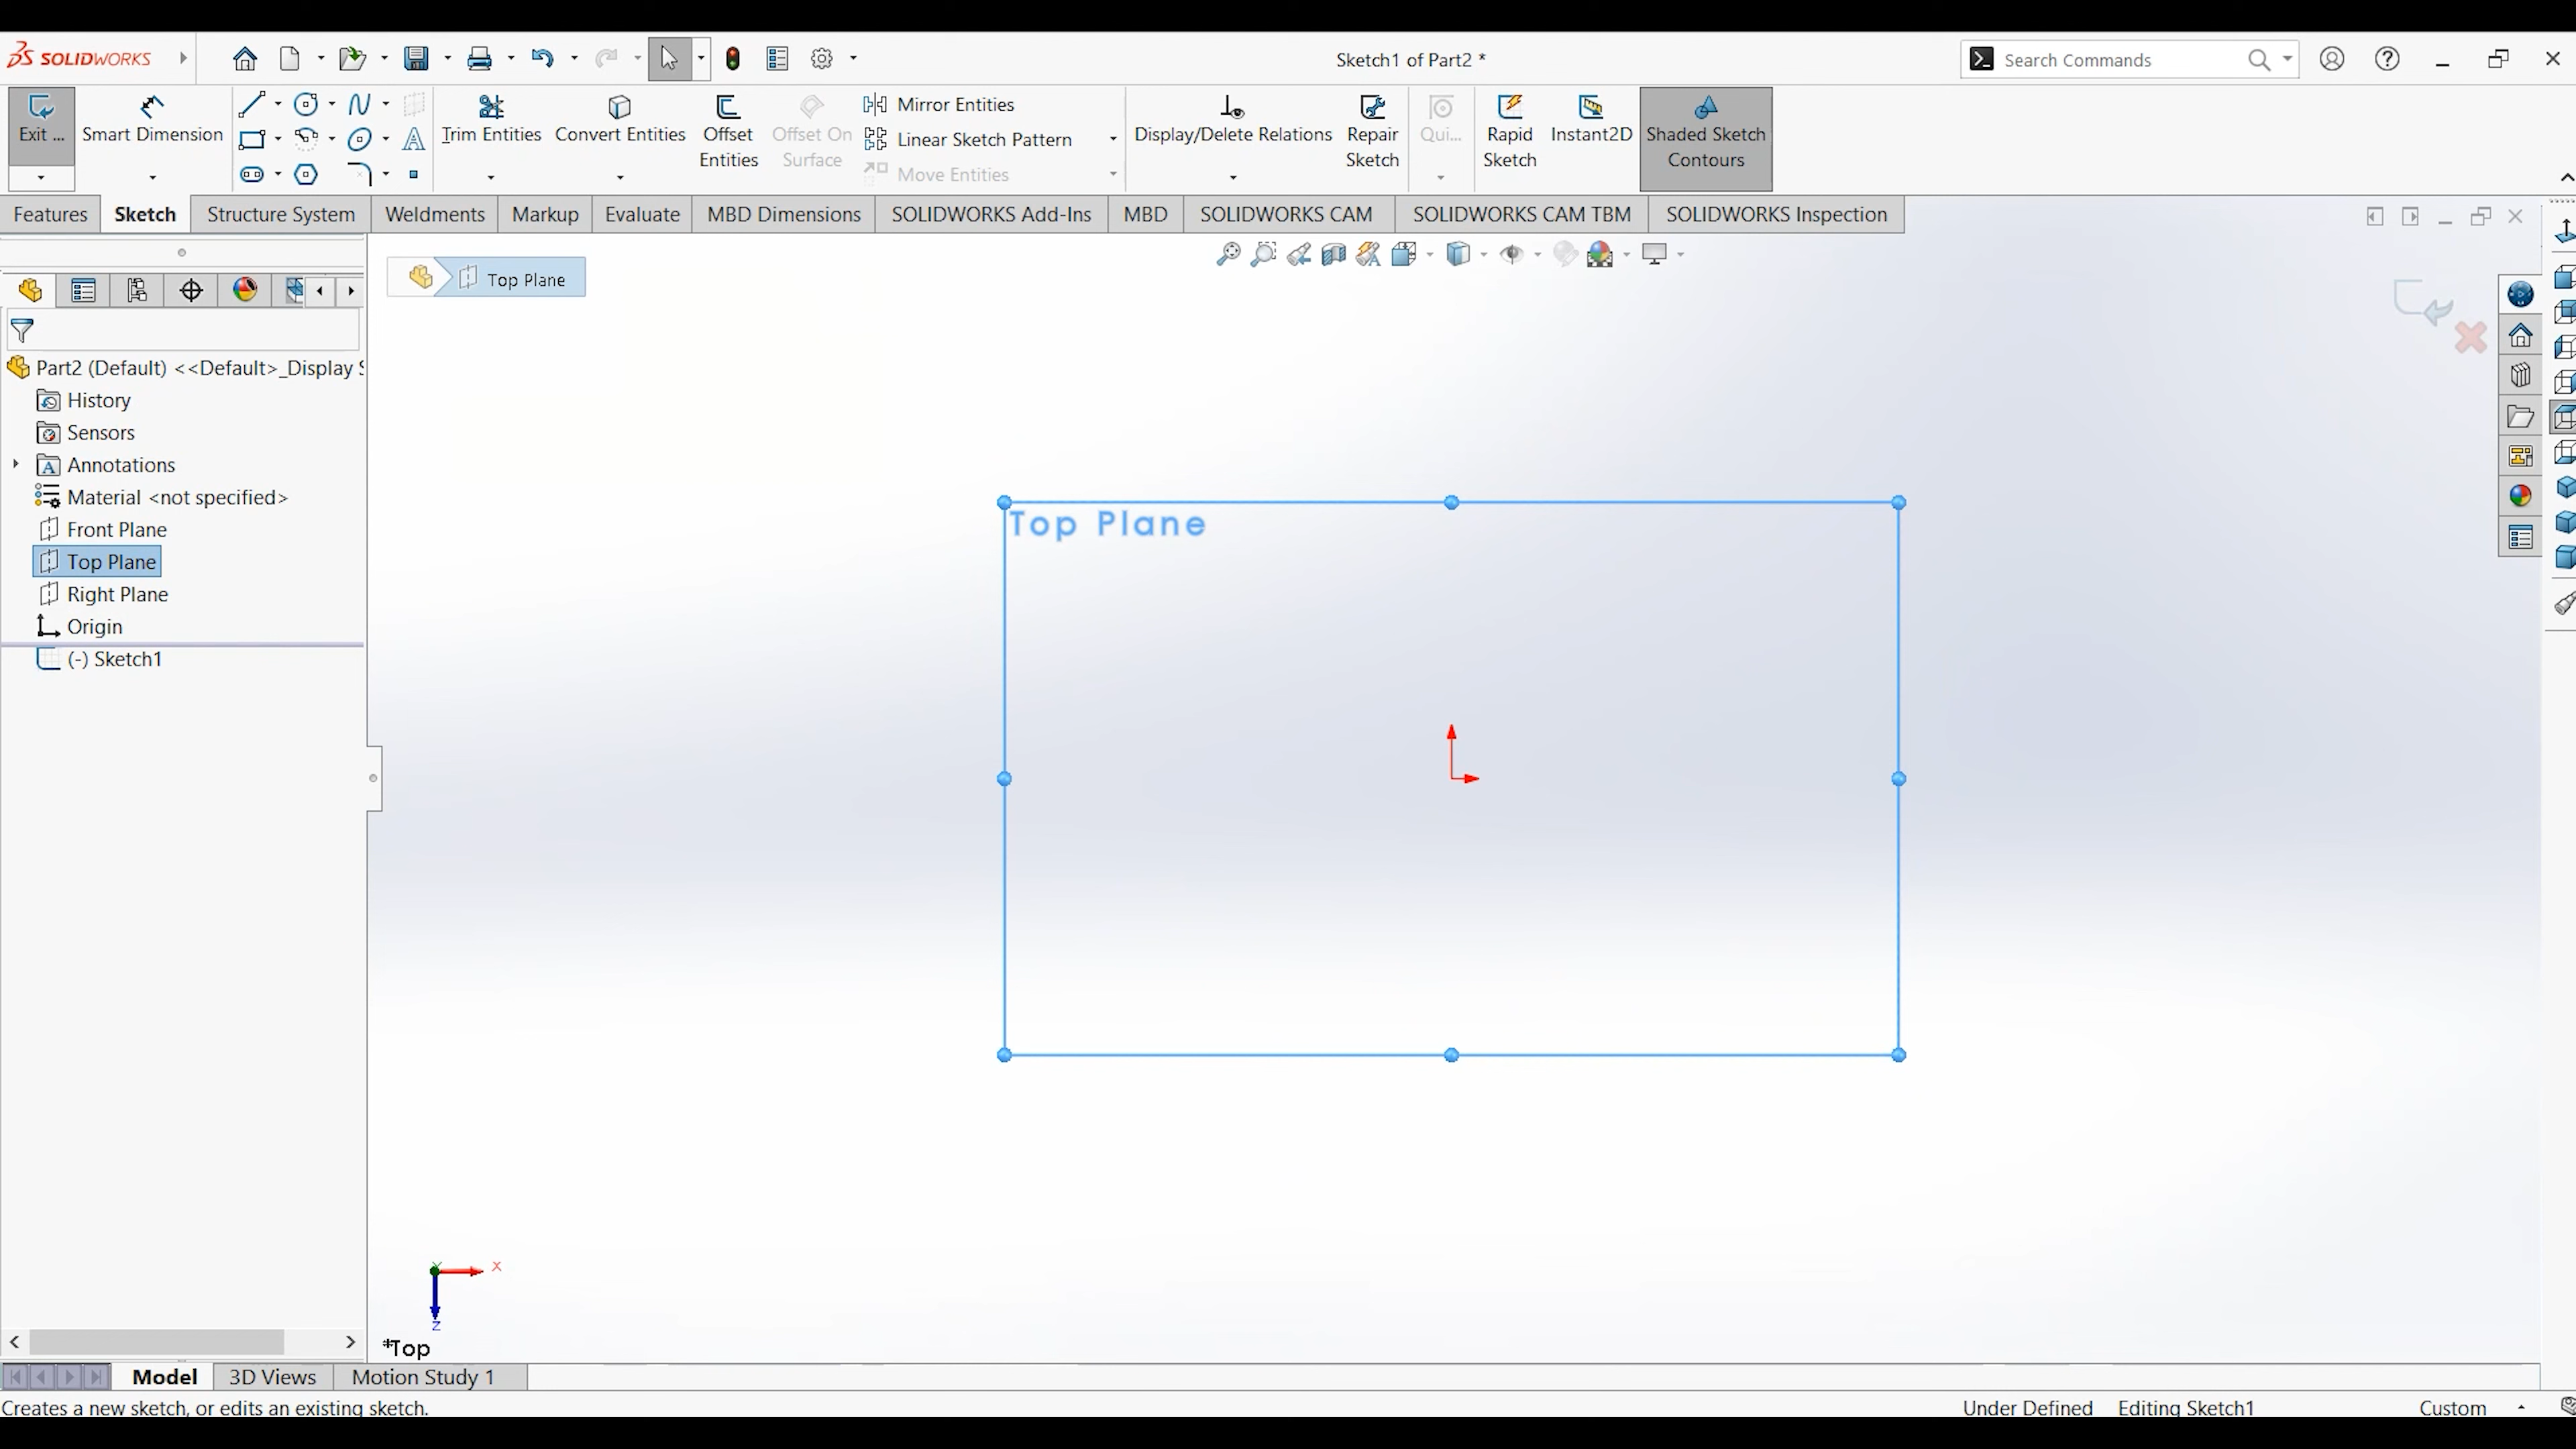 SOLIDWORKS
Sketch1 of Part2 *
Search Commands
Exit ...
Smart Dimension
Trim Entities
Convert Entities
Offset
Entities
Offset On
Surface
Mirror Entities
Linear Sketch Pattern
Move Entities
Display/Delete Relations
Repair
Sketch
Qui...
Rapid
Sketch
Instant2D
Shaded Sketch
Contours
Features
Sketch
Structure System
Weldments
Markup
Evaluate
MBD Dimensions
SOLIDWORKS Add-Ins
MBD
SOLIDWORKS CAM
SOLIDWORKS CAM TBM
SOLIDWORKS Inspection
Top Plane
Part2 (Default) <<Default>_Display S
History
Sensors
Annotations
Material <not specified>
Front Plane
Top Plane
Right Plane
Origin
(-) Sketch1
Top Plane
X
Y
Z
*Top
Model
3D Views
Motion Study 1
Creates a new sketch, or edits an existing sketch.
Under Defined
Editing Sketch1
Custom